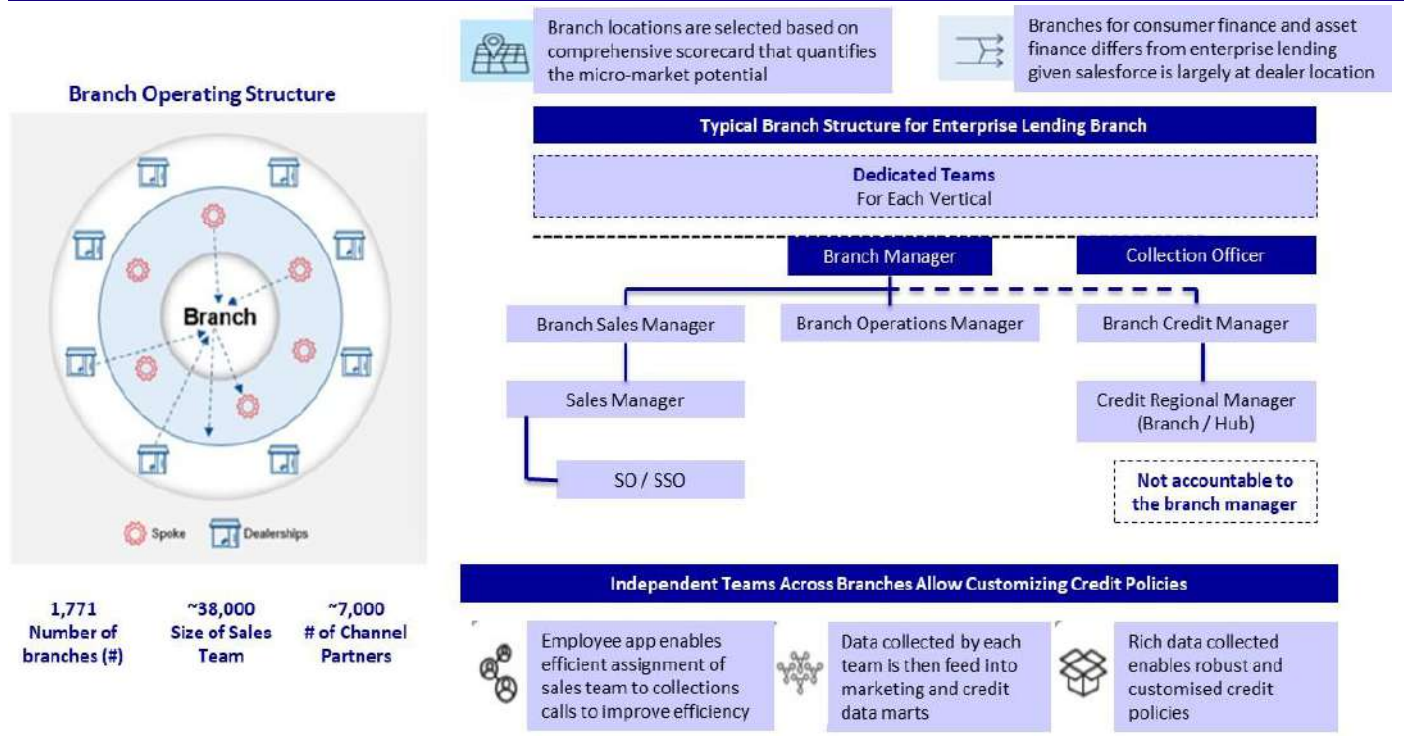 Branch locations are selected based on
comprehensive scorecard that quantifies
the micro-market potential
Branches for consumer finance and asset
finance differs from enterprise lending
given salesforce is largely at dealer location
Branch Operating Structure
Branch
Spoke
Dealerships
1,771
Number of
branches (#)
~38,000
Size of Sales
Team
~7,000
# of Channel
Partners
Typical Branch Structure for Enterprise Lending Branch
Dedicated Teams
For Each Vertical
Branch Manager
Collection Officer
Branch Sales Manager
Branch Operations Manager
Branch Credit Manager
Sales Manager
Credit Regional Manager
(Branch / Hub)
SO / SSO
Not accountable to
the branch manager
Independent Teams Across Branches Allow Customizing Credit Policies
Employee app enables
efficient assignment of
sales team to collections
calls to improve efficiency
Data collected by each
team is then feed into
marketing and credit
data marts
Rich data collected
enables robust and
customised credit
policies